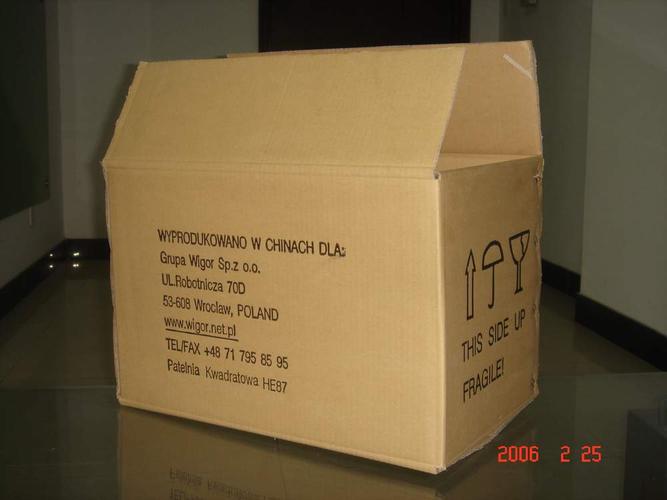 WYPRODUKOWANO W CHINACH DLA:
Grupa Wigor Sp.z o.o.
UL.Robotnicza 70D
53-608 Wroclaw, POLAND
www.wigor.net.pl
TEL/FAX +48 71 795 85 95
Patelnia Kwadratowa HE87
THIS SIDE UP
FRAGILE!
2006 2 25